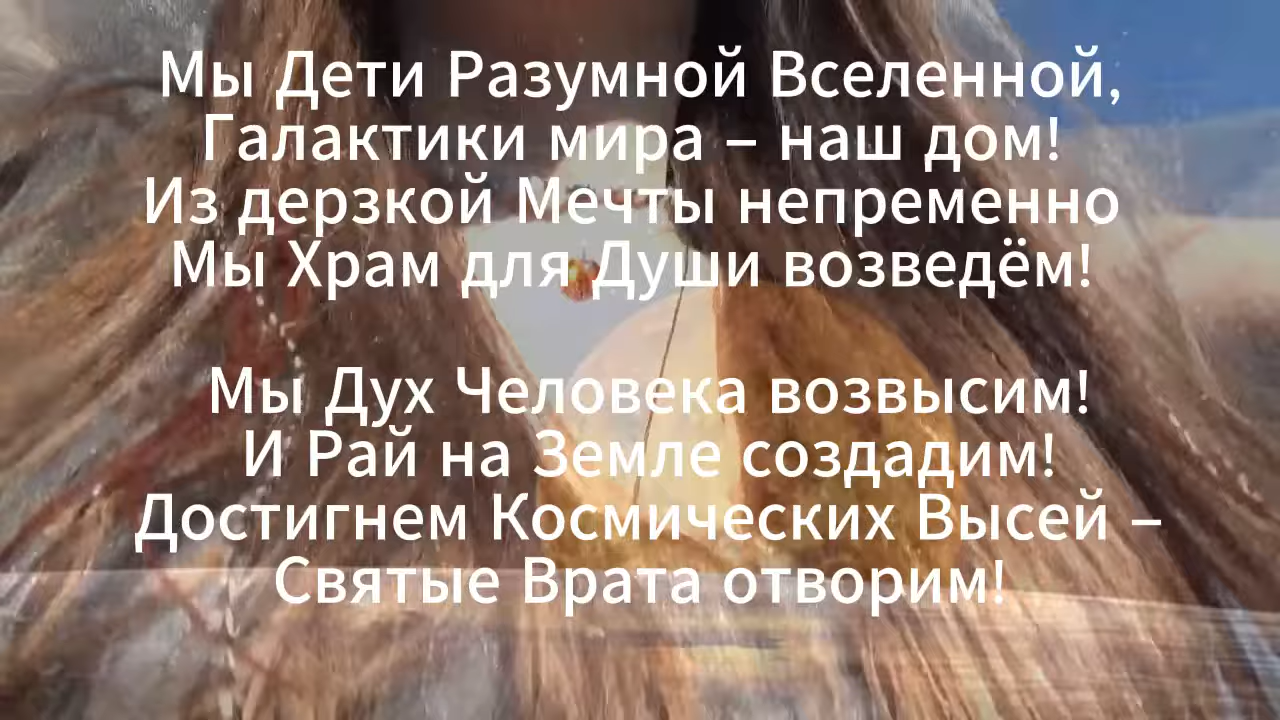 Мы Дети Разумной Вселенной,
Галактики мира – наш дом!
Из дерзкой Мечты непременно
Мы Храм для Души возведём!
Мы Дух Человека возвысим!
И Рай на Земле создадим!
Достигнем Космических Высей –
Святые Врата отворим!